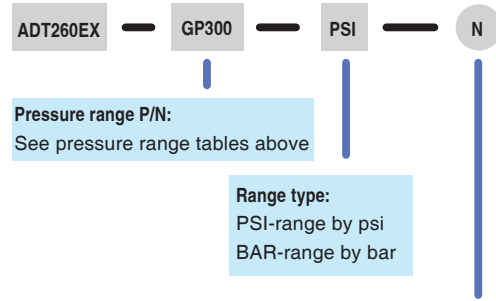 ADT260EX — GP300 — PSI — N
Pressure range P/N:
See pressure range tables above
Range type:
PSI-range by psi
BAR-range by bar